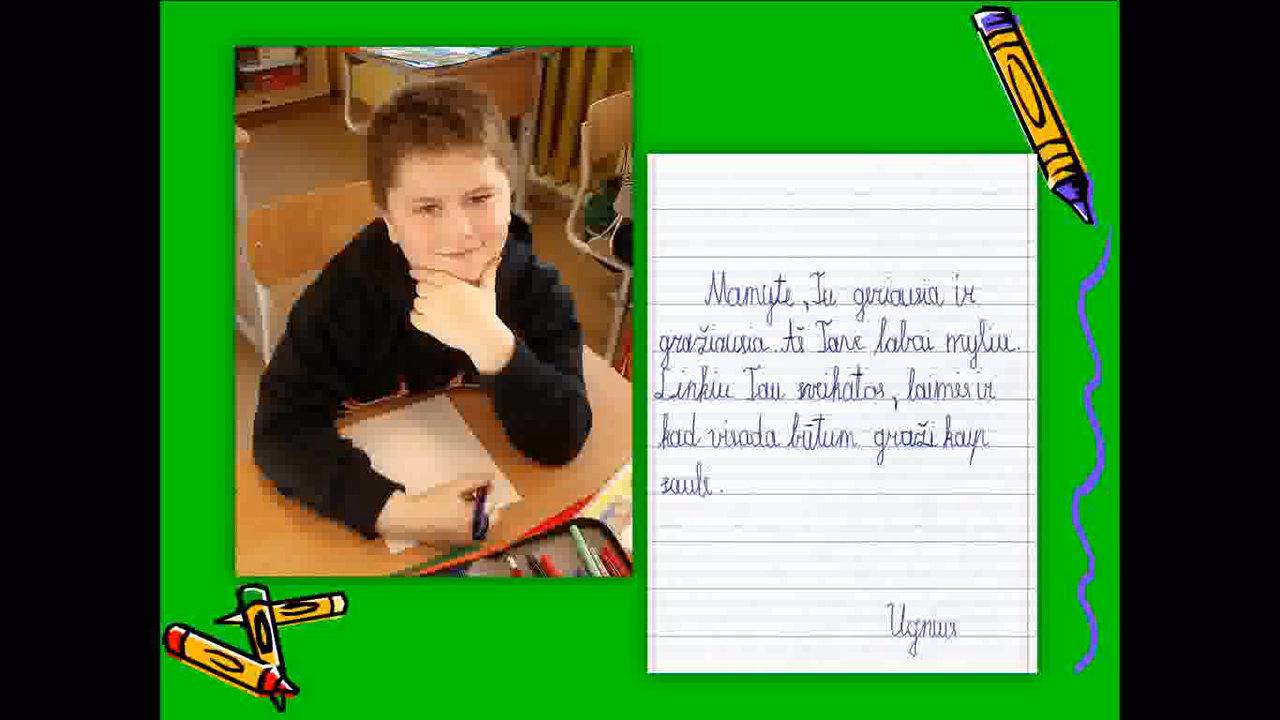 Mamyte, Tu geriausia ir
gražiausia. Aš Tave labai myliu.
Linkiu Tau sveikatos, laimės ir
kad visada būtum graži kaip
saulė.
Ugnius